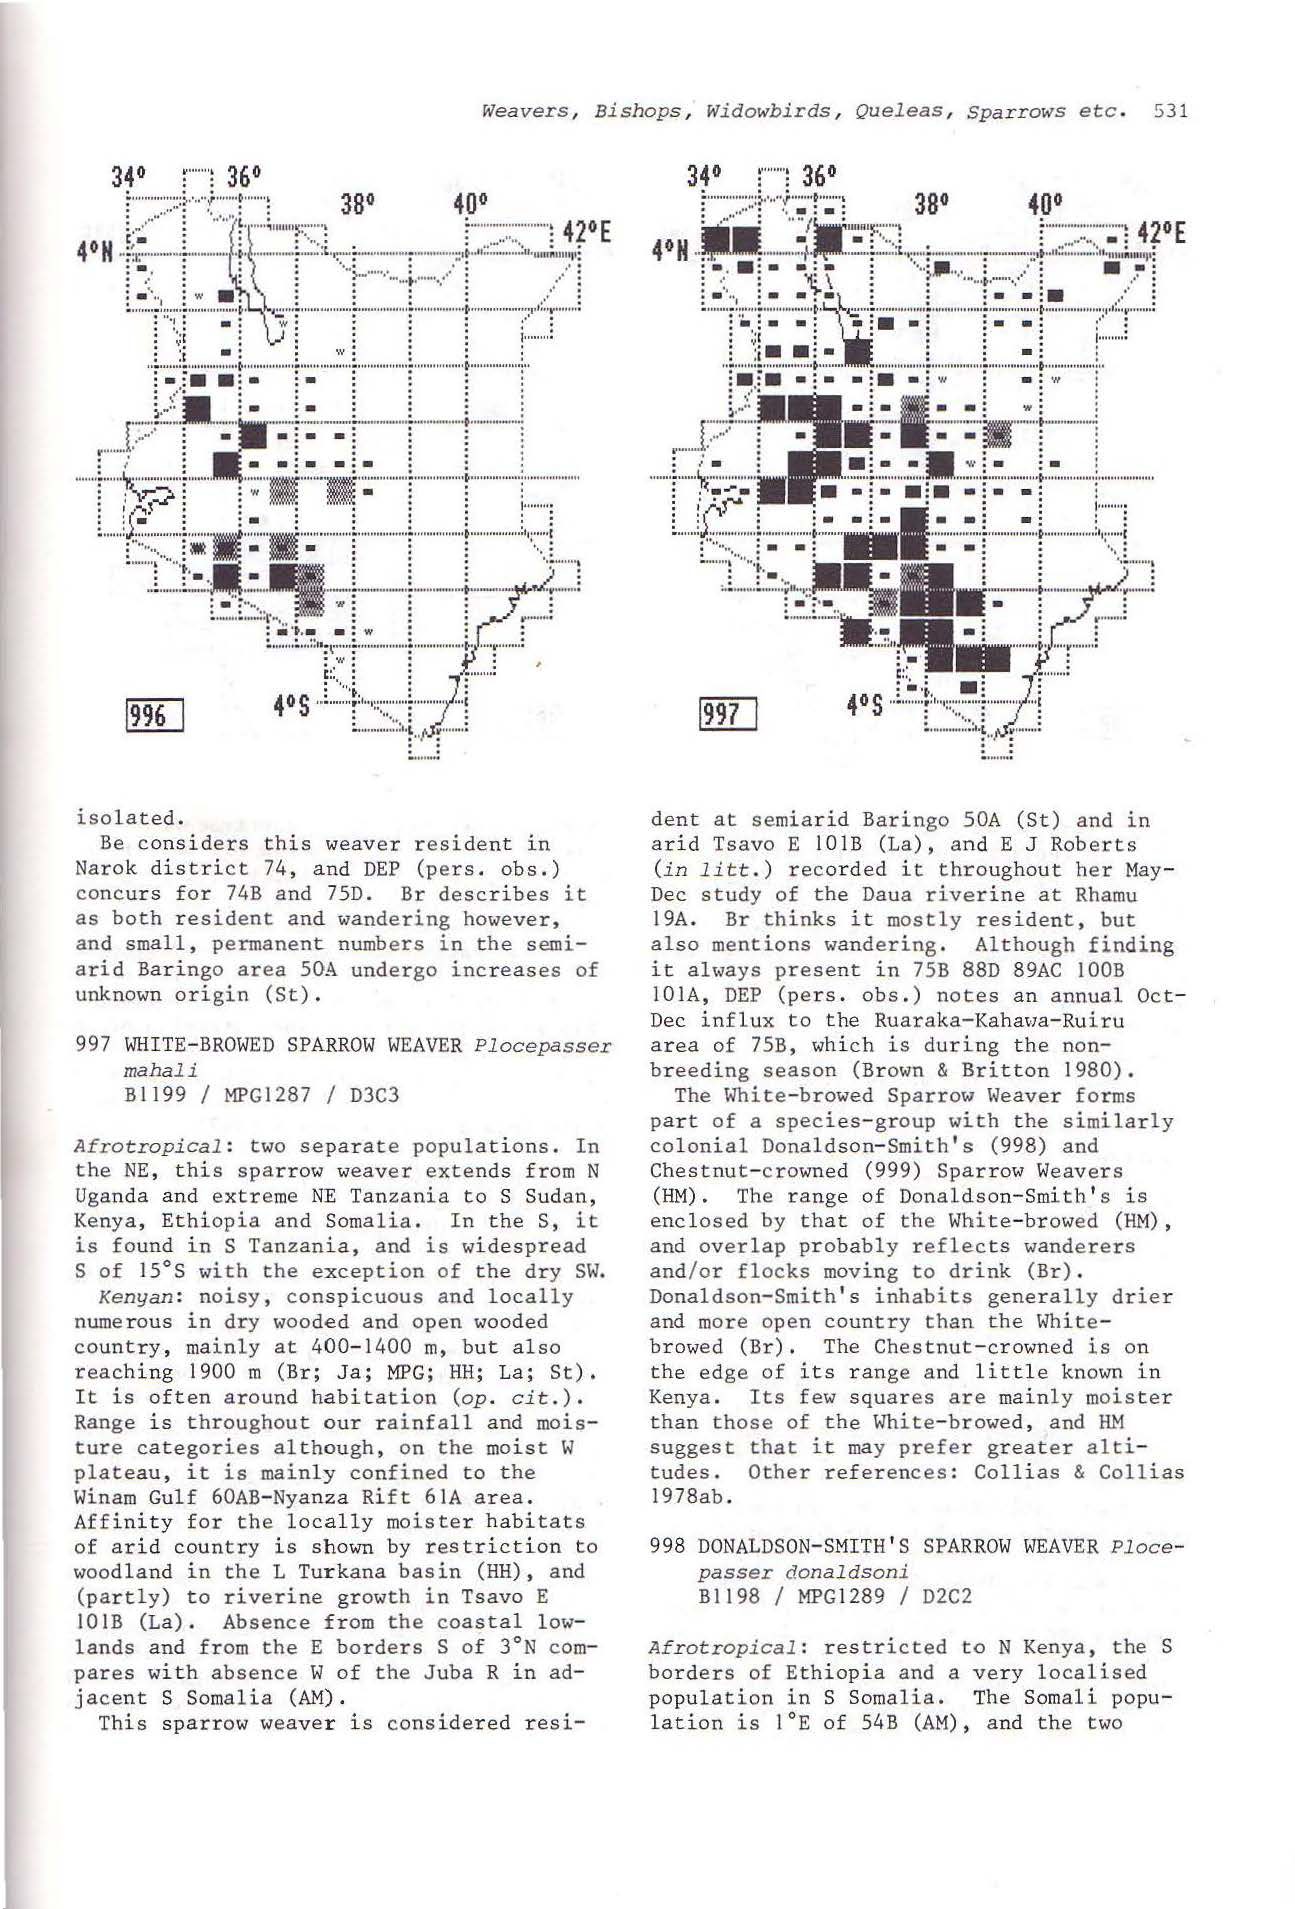 Weavers, Bishops, Widowbirds, Queleas, Sparrows etc. 531
34° 36°
38° 40°
42°E
4°N
w
w
w
w
w
w
w
996
4°S
34° 36°
38° 40°
42°E
4°N
w w
w
w
997
4°S
isolated.
Be considers this weaver resident in
Narok district 74, and DEP (pers. obs.)
concurs for 74B and 75D. Br describes it
as both resident and wandering however,
and small, permanent numbers in the semi-
arid Baringo area 50A undergo increases of
unknown origin (St).
997 WHITE-BROWED SPARROW WEAVER Plocepasser
mahali
B1199 / MPG1287 / D3C3
Afrotropical: two separate populations. In
the NE, this sparrow weaver extends from N
Uganda and extreme NE Tanzania to S Sudan,
Kenya, Ethiopia and Somalia. In the S, it
is found in S Tanzania, and is widespread
S of 15°S with the exception of the dry SW.
Kenyan: noisy, conspicuous and locally
numerous in dry wooded and open wooded
country, mainly at 400-1400 m, but also
reaching 1900 m (Br; Ja; MPG; HH; La; St).
It is often around habitation (op. cit.).
Range is throughout our rainfall and mois-
ture categories although, on the moist W
plateau, it is mainly confined to the
Winam Gulf 60AB-Nyanza Rift 61A area.
Affinity for the locally moister habitats
of arid country is shown by restriction to
woodland in the L Turkana basin (HH), and
(partly) to riverine growth in Tsavo E
101B (La). Absence from the coastal low-
lands and from the E borders S of 3°N com-
pares with absence W of the Juba R in ad-
jacent S Somalia (AM).
This sparrow weaver is considered resi-
dent at semiarid Baringo 50A (St) and in
arid Tsavo E 101B (La), and E J Roberts
(in litt.) recorded it throughout her May-
Dec study of the Daua riverine at Rhamu
19A. Br thinks it mostly resident, but
also mentions wandering. Although finding
it always present in 75B 88D 89AC 100B
101A, DEP (pers. obs.) notes an annual Oct-
Dec influx to the Ruaraka-Kahawa-Ruiru
area of 75B, which is during the non-
breeding season (Brown & Britton 1980).
The White-browed Sparrow Weaver forms
part of a species-group with the similarly
colonial Donaldson-Smith's (998) and
Chestnut-crowned (999) Sparrow Weavers
(HM). The range of Donaldson-Smith's is
enclosed by that of the White-browed (HM),
and overlap probably reflects wanderers
and/or flocks moving to drink (Br).
Donaldson-Smith's inhabits generally drier
and more open country than the White-
browed (Br). The Chestnut-crowned is on
the edge of its range and little known in
Kenya. Its few squares are mainly moister
than those of the White-browed, and HM
suggest that it may prefer greater alti-
tudes. Other references: Collias & Collias
1978ab.
998 DONALDSON-SMITH'S SPARROW WEAVER Ploce-
passer donaldsoni
B1198 / MPG1289 / D2C2
Afrotropical: restricted to N Kenya, the S
borders of Ethiopia and a very localised
population in S Somalia. The Somali popu-
lation is 1°E of 54B (AM), and the two